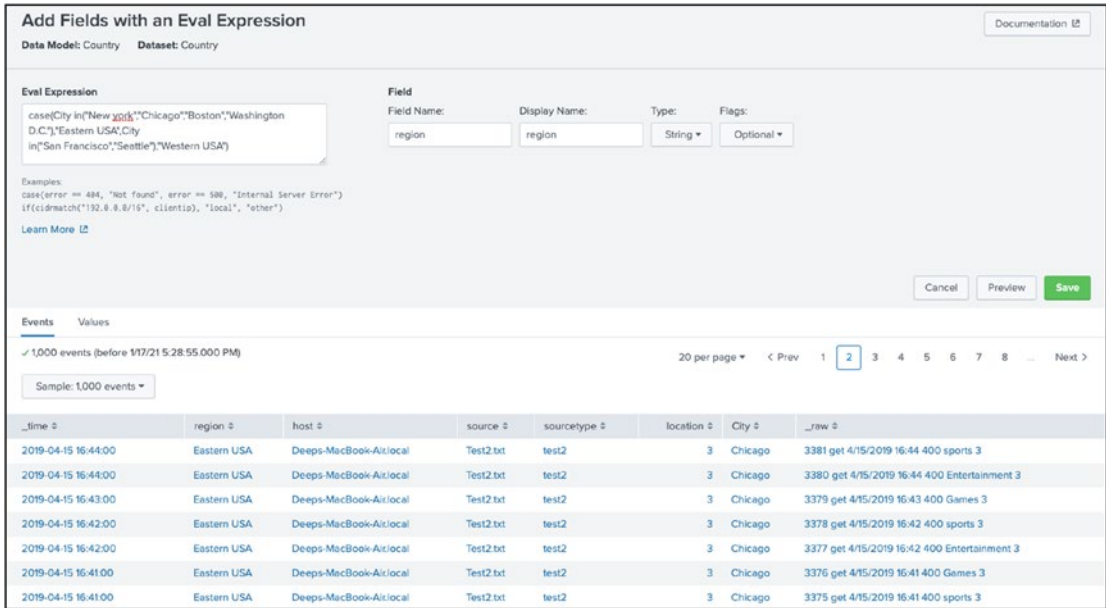 Add Fields with an Eval Expression
Documentation
Data Model: Country Dataset: Country
Eval Expression
case(City in("New york","Chicago","Boston","Washington
D.C."),"Eastern USA",City
in("San Francisco","Seattle"),"Western USA")
Examples:
case(error == 404, "Not found", error == 500, "Internal Server Error")
if(cidrmatch("192.0.0.0/16", clientip), "local", "other")
Learn More
Field
Field Name: Display Name: Type: Flags:
region region String Optional
Cancel Preview Save
Events Values
✓ 1,000 events (before 1/17/21 5:28:55.000 PM)
20 per page < Prev 1 2 3 4 5 6 7 8 ... Next >
Sample: 1,000 events
_time region host source sourcetype location City _raw
2019-04-15 16:44:00 Eastern USA Deeps-MacBook-Air.local Test2.txt test2 3 Chicago 3381 get 4/15/2019 16:44 400 sports 3
2019-04-15 16:44:00 Eastern USA Deeps-MacBook-Air.local Test2.txt test2 3 Chicago 3380 get 4/15/2019 16:44 400 Entertainment 3
2019-04-15 16:43:00 Eastern USA Deeps-MacBook-Air.local Test2.txt test2 3 Chicago 3379 get 4/15/2019 16:43 400 Games 3
2019-04-15 16:42:00 Eastern USA Deeps-MacBook-Air.local Test2.txt test2 3 Chicago 3378 get 4/15/2019 16:42 400 sports 3
2019-04-15 16:42:00 Eastern USA Deeps-MacBook-Air.local Test2.txt test2 3 Chicago 3377 get 4/15/2019 16:42 400 Entertainment 3
2019-04-15 16:41:00 Eastern USA Deeps-MacBook-Air.local Test2.txt test2 3 Chicago 3376 get 4/15/2019 16:41 400 Games 3
2019-04-15 16:41:00 Eastern USA Deeps-MacBook-Air.local Test2.txt test2 3 Chicago 3375 get 4/15/2019 16:41 400 sports 3